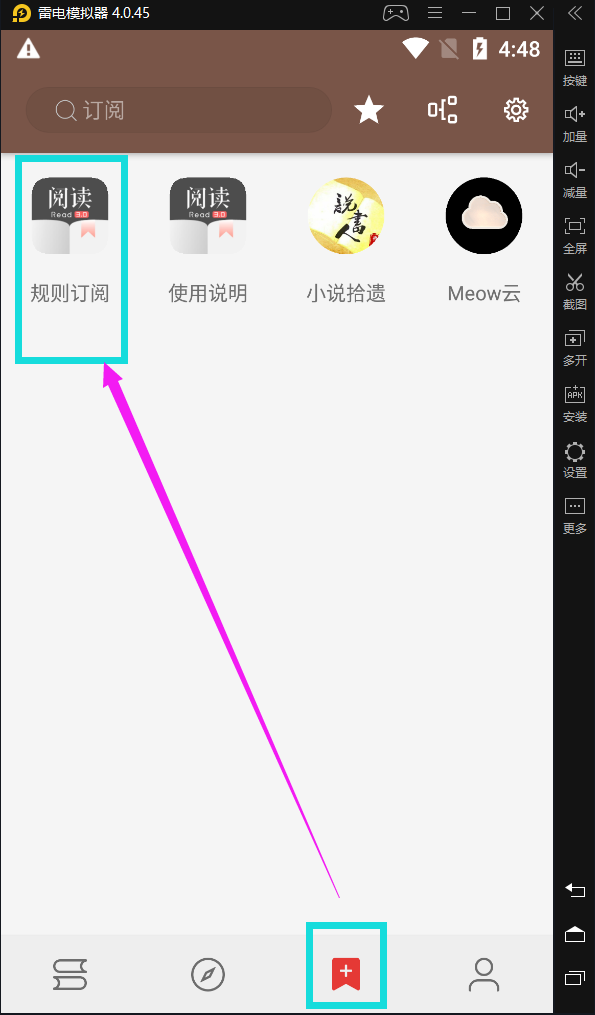 雷电模拟器 4.0.45
4:48
订阅
阅读
Read 3.0
规则订阅
阅读
Read 3.0
使用说明
説書人
小说拾遗
Meow云
按键
加量
减量
全屏
截图
多开
APK
安装
设置
更多